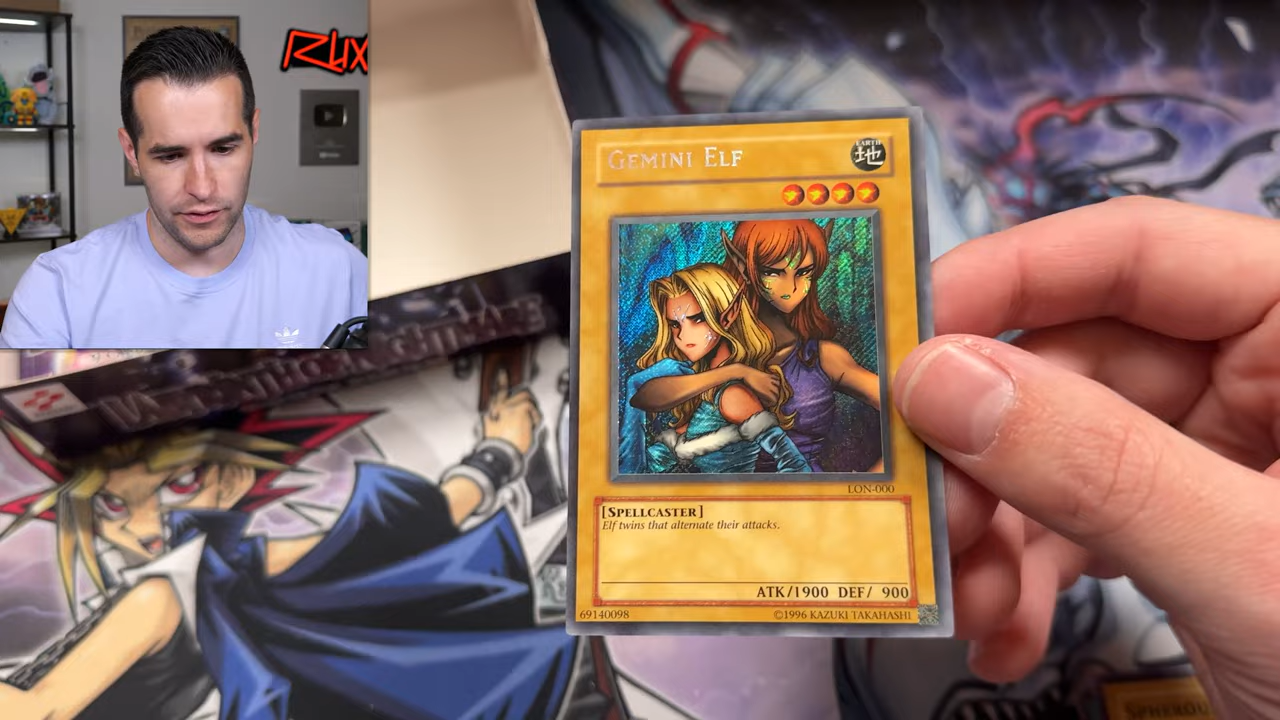 GEMINI ELF
EARTH
地
LON-000
[SPELLCASTER]
Elf twins that alternate their attacks.
ATK/1900 DEF/ 900
69140098
©1996 KAZUKI TAKAHASHI